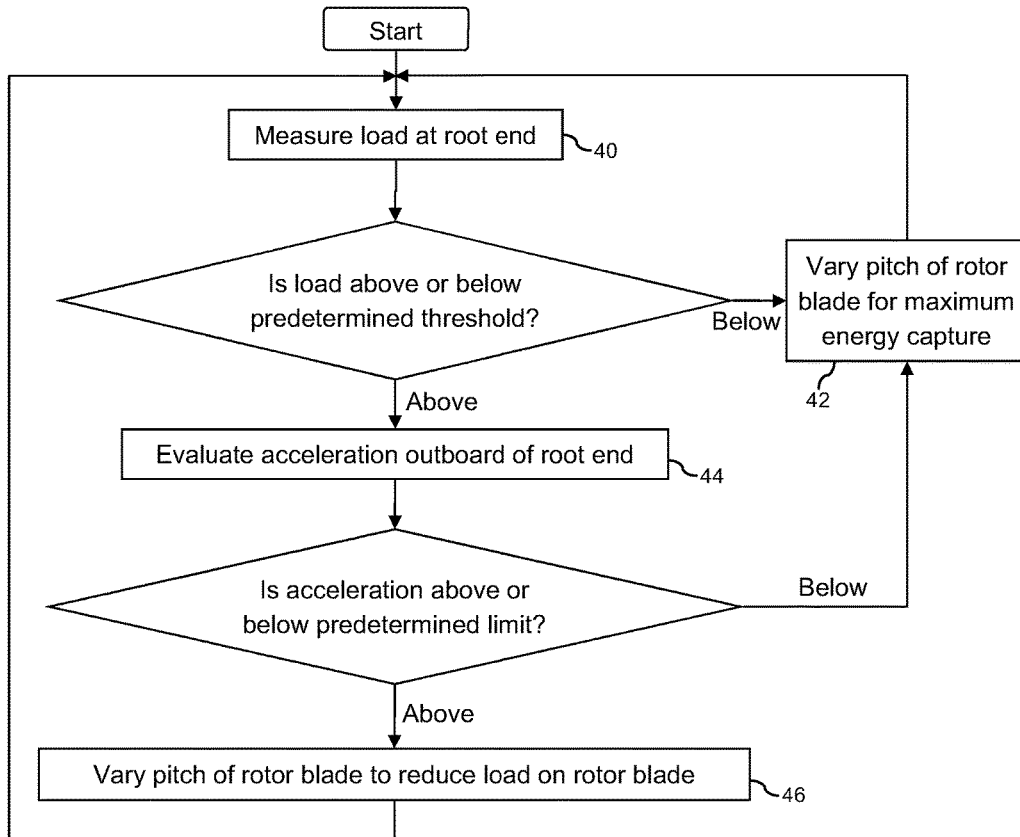 Start
Measure load at root end
40
Is load above or below
predetermined threshold?
Below
Vary pitch of rotor
blade for maximum
energy capture
42
Above
Evaluate acceleration outboard of root end
44
Is acceleration above or
below predetermined limit?
Below
Above
Vary pitch of rotor blade to reduce load on rotor blade
46